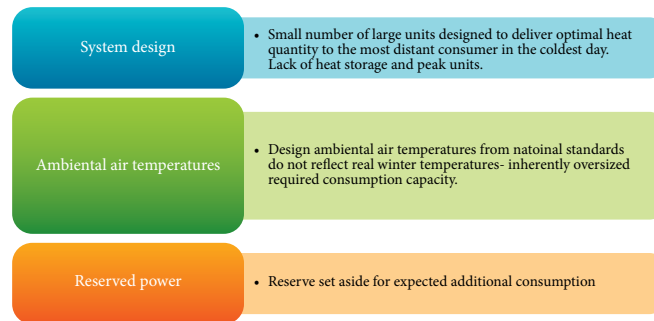 System design
• Small number of large units designed to deliver optimal heat
quantity to the most distant consumer in the coldest day.
Lack of heat storage and peak units.
Ambiental air temperatures
• Design ambiental air temperatures from natoinal standards
do not reflect real winter temperatures- inherently oversized
required consumption capacity.
Reserved power
• Reserve set aside for expected additional consumption